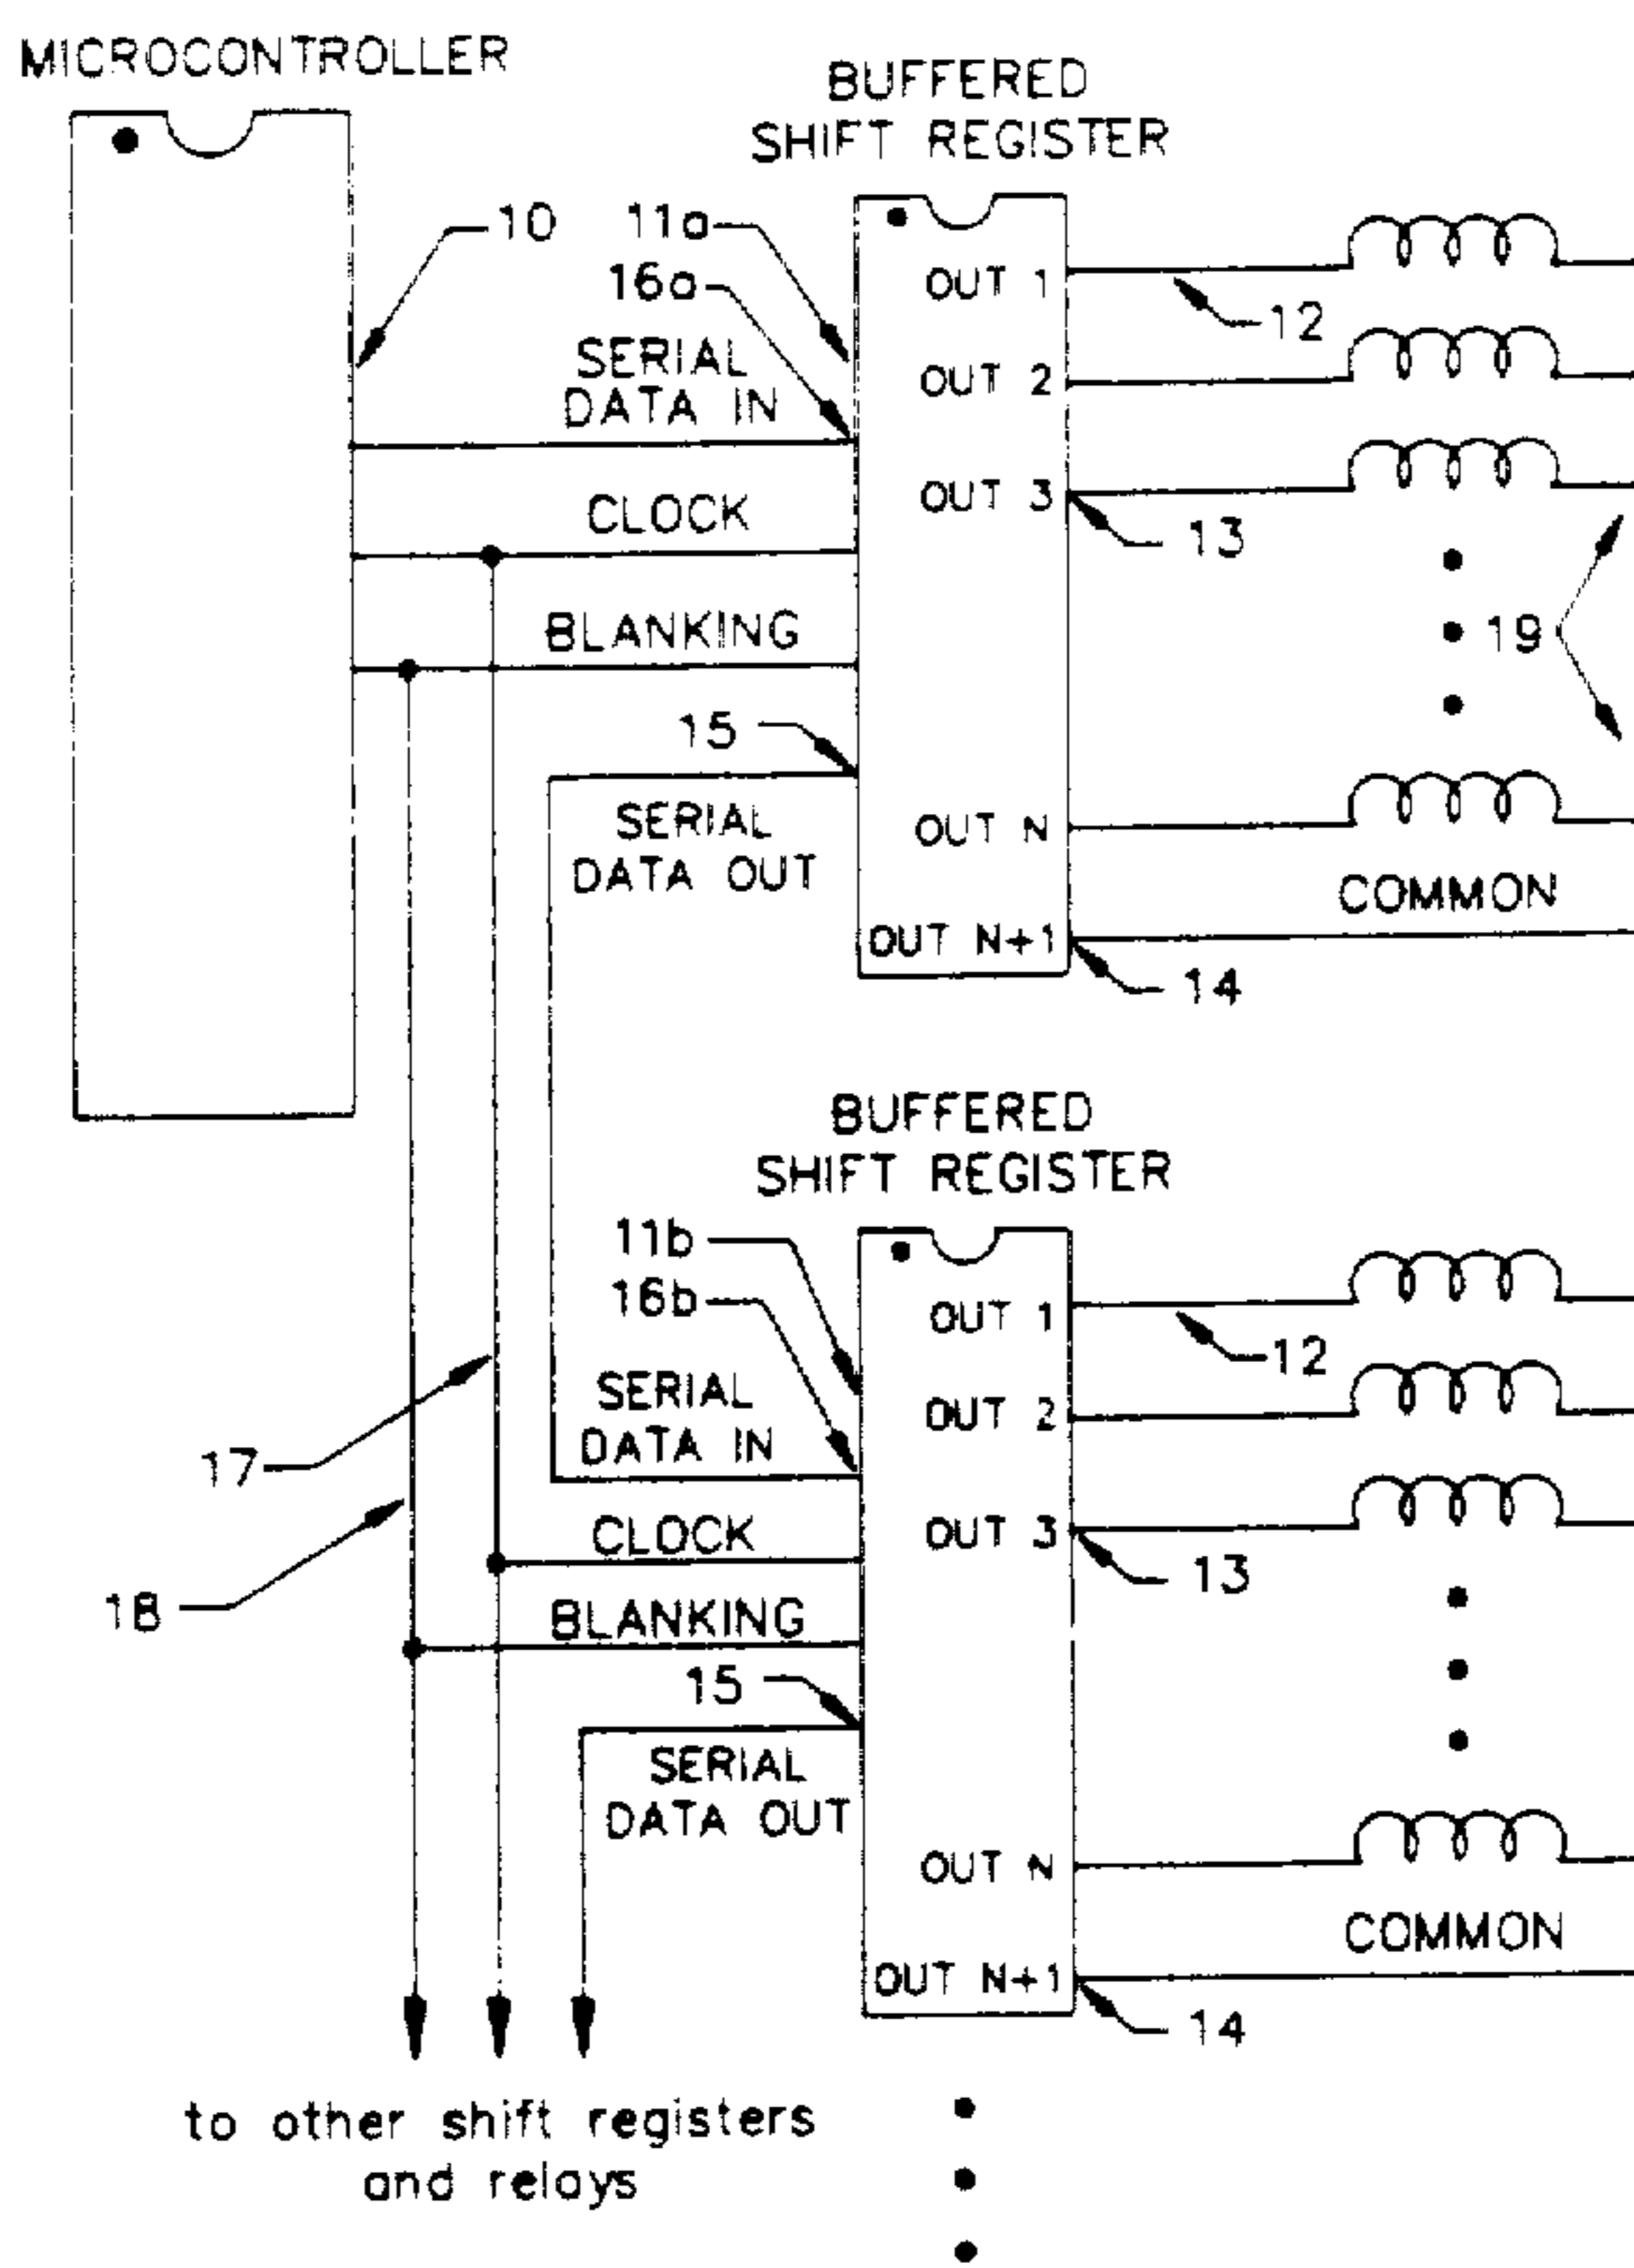 MICROCONTROLLER
BUFFERED
SHIFT REGISTER
10
11a
16a
OUT 1
12
SERIAL
DATA IN
OUT 2
CLOCK
OUT 3
13
BLANKING
19
15
SERIAL
DATA OUT
OUT N
COMMON
OUT N+1
14
BUFFERED
SHIFT REGISTER
11b
16b
OUT 1
12
SERIAL
DATA IN
OUT 2
17
CLOCK
OUT 3
13
18
BLANKING
15
SERIAL
DATA OUT
OUT N
COMMON
OUT N+1
14
to other shift registers
and relays